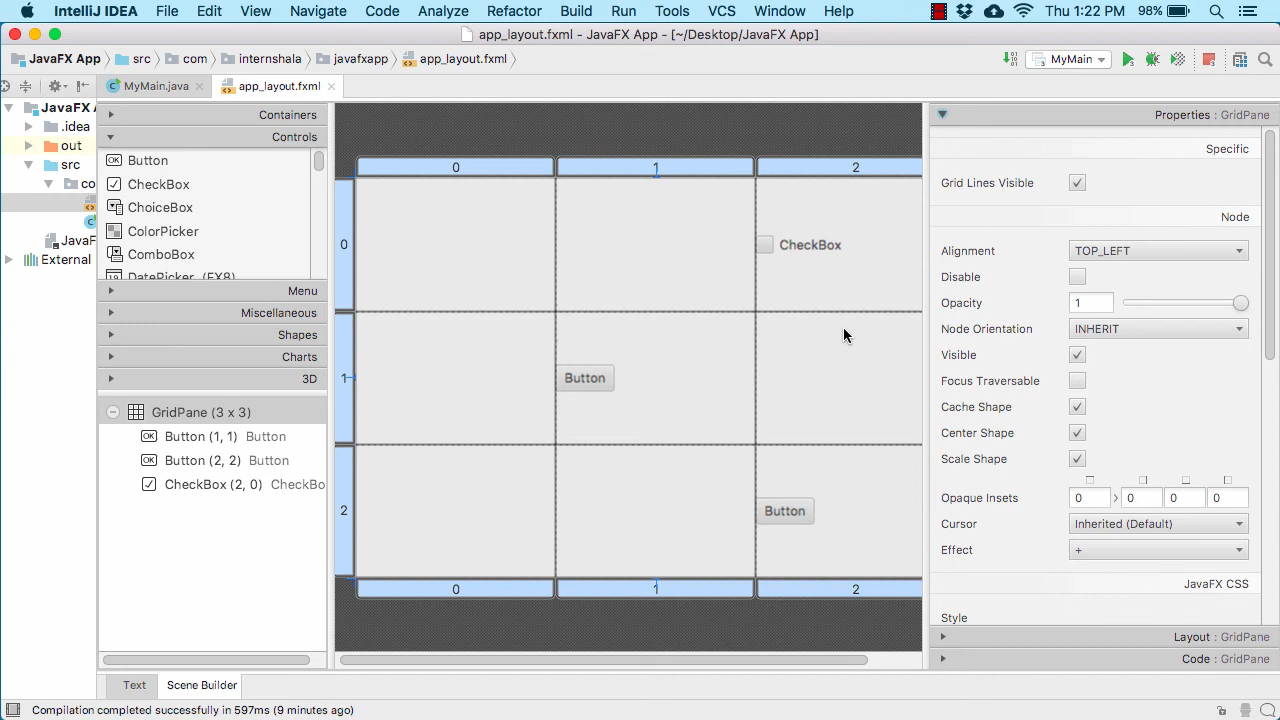 IntelliJ IDEA File Edit View Navigate Code Analyze Refactor Build Run Tools VCS Window Help Thu 1:22 PM 98%
app_layout.fxml - JavaFX App - [~/Desktop/JavaFX App]
JavaFX App src com internshala javafxapp app_layout.fxml MyMain
MyMain.java app_layout.fxml
JavaFX A
.idea
out
src
co
JavaF
External
Containers
Controls
Button
CheckBox
ChoiceBox
ColorPicker
ComboBox
DatePicker (FX8)
Menu
Miscellaneous
Shapes
Charts
3D
GridPane (3 x 3)
Button (1, 1) Button
Button (2, 2) Button
CheckBox (2, 0) CheckBo
0 1 2
0
CheckBox
1
Button
2
Button
0 1 2
Properties : GridPane
Specific
Grid Lines Visible
Node
Alignment TOP_LEFT
Disable
Opacity 1
Node Orientation INHERIT
Visible
Focus Traversable
Cache Shape
Center Shape
Scale Shape
Opaque Insets 0 0 0 0
Cursor Inherited (Default)
Effect +
JavaFX CSS
Style
Layout : GridPane
Code : GridPane
Text Scene Builder
Compilation completed successfully in 597ms (9 minutes ago)